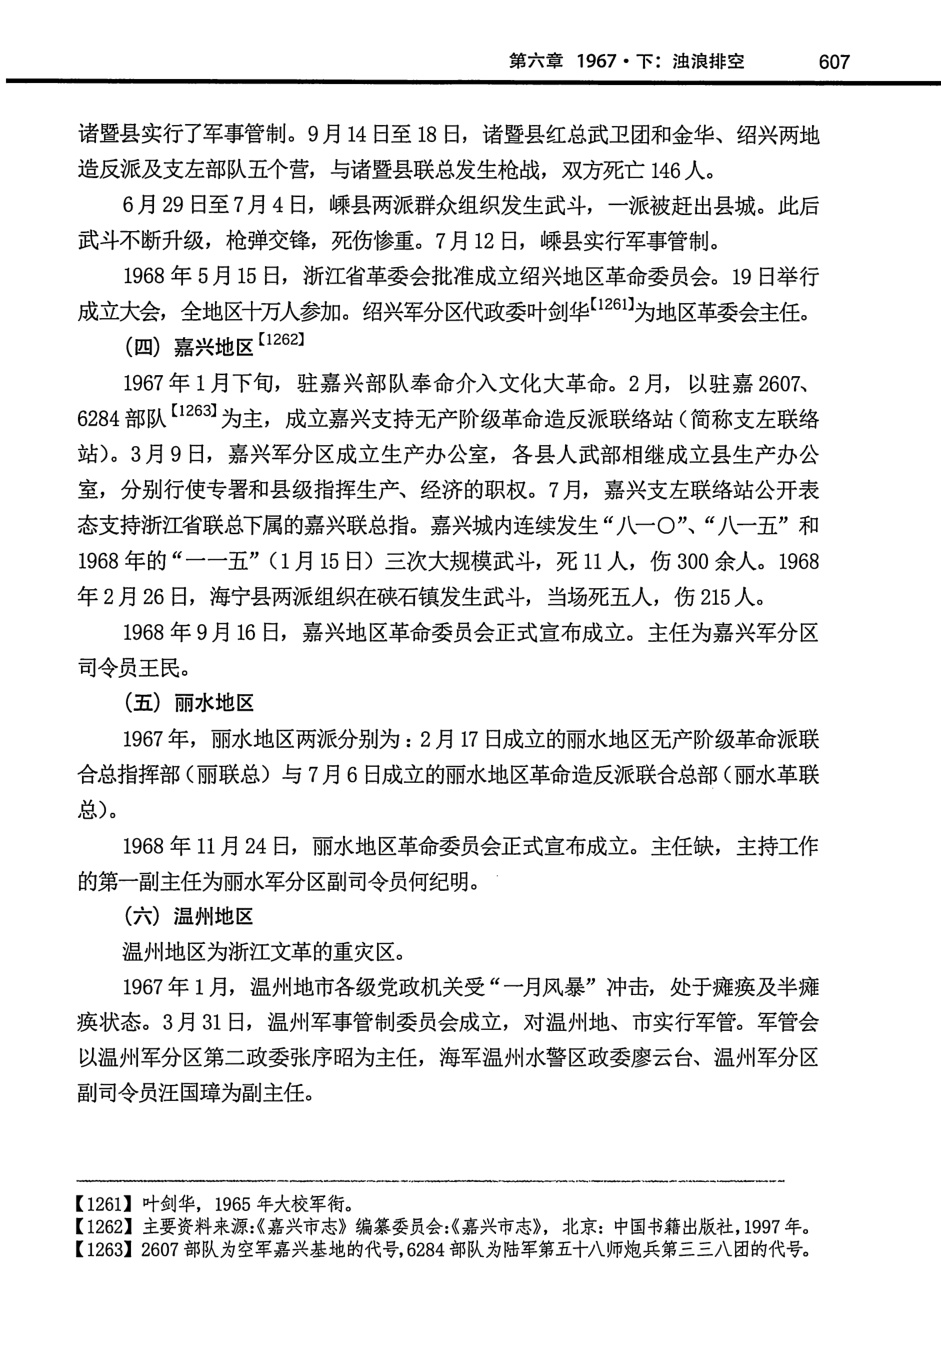 第六章 1967·下：浊浪排空 607
诸暨县实行了军事管制。9月14日至18日，诸暨县红总武卫团和金华、绍兴两地
造反派及支左部队五个营，与诸暨县联总发生枪战，双方死亡146人。
6月29日至7月4日，嵊县两派群众组织发生武斗，一派被赶出县城。此后
武斗不断升级，枪弹交锋，死伤惨重。7月12日，嵊县实行军事管制。
1968年5月15日，浙江省革委会批准成立绍兴地区革命委员会。19日举行
成立大会，全地区十万人参加。绍兴军分区代政委叶剑华【1261】为地区革委会主任。
（四）嘉兴地区【1262】
1967年1月下旬，驻嘉兴部队奉命介入文化大革命。2月，以驻嘉2607、
6284部队【1263】为主，成立嘉兴支持无产阶级革命造反派联络站（简称支左联络
站）。3月9日，嘉兴军分区成立生产办公室，各县人武部相继成立县生产办公
室，分别行使专署和县级指挥生产、经济的职权。7月，嘉兴支左联络站公开表
态支持浙江省联总下属的嘉兴联总指。嘉兴城内连续发生“八一〇”、“八一五”和
1968年的“一一五”（1月15日）三次大规模武斗，死11人，伤300余人。1968
年2月26日，海宁县两派组织在硖石镇发生武斗，当场死五人，伤215人。
1968年9月16日，嘉兴地区革命委员会正式宣布成立。主任为嘉兴军分区
司令员王民。
（五）丽水地区
1967年，丽水地区两派分别为：2月17日成立的丽水地区无产阶级革命派联
合总指挥部（丽联总）与7月6日成立的丽水地区革命造反派联合总部（丽水革联
总）。
1968年11月24日，丽水地区革命委员会正式宣布成立。主任缺，主持工作
的第一副主任为丽水军分区副司令员何纪明。
（六）温州地区
温州地区为浙江文革的重灾区。
1967年1月，温州地市各级党政机关受“一月风暴”冲击，处于瘫痪及半瘫
痪状态。3月31日，温州军事管制委员会成立，对温州地、市实行军管。军管会
以温州军分区第二政委张序昭为主任，海军温州水警区政委廖云台、温州军分区
副司令员汪国璋为副主任。
【1261】叶剑华，1965年大校军衔。
【1262】主要资料来源:《嘉兴市志》编纂委员会:《嘉兴市志》，北京：中国书籍出版社,1997年。
【1263】2607部队为空军嘉兴基地的代号,6284部队为陆军第五十八师炮兵第三三八团的代号。